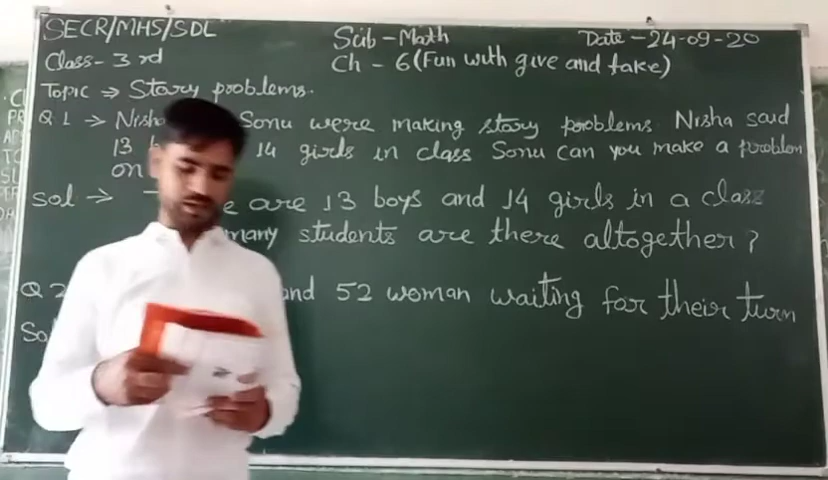 SECR/MHS/SDL
Sub - Math
Date - 24-09-20
Class - 3rd
Ch - 6 (Fun with give and take)
Topic ⇒ Story problems.
Q 1 → Nisha Sonu were making story problems. Nisha said
13 14 girls in class Sonu can you make a problem
on
Sol ⇒ are 13 boys and 14 girls in a class
many students are there altogether?
Q 2 and 52 woman waiting for their turn
So